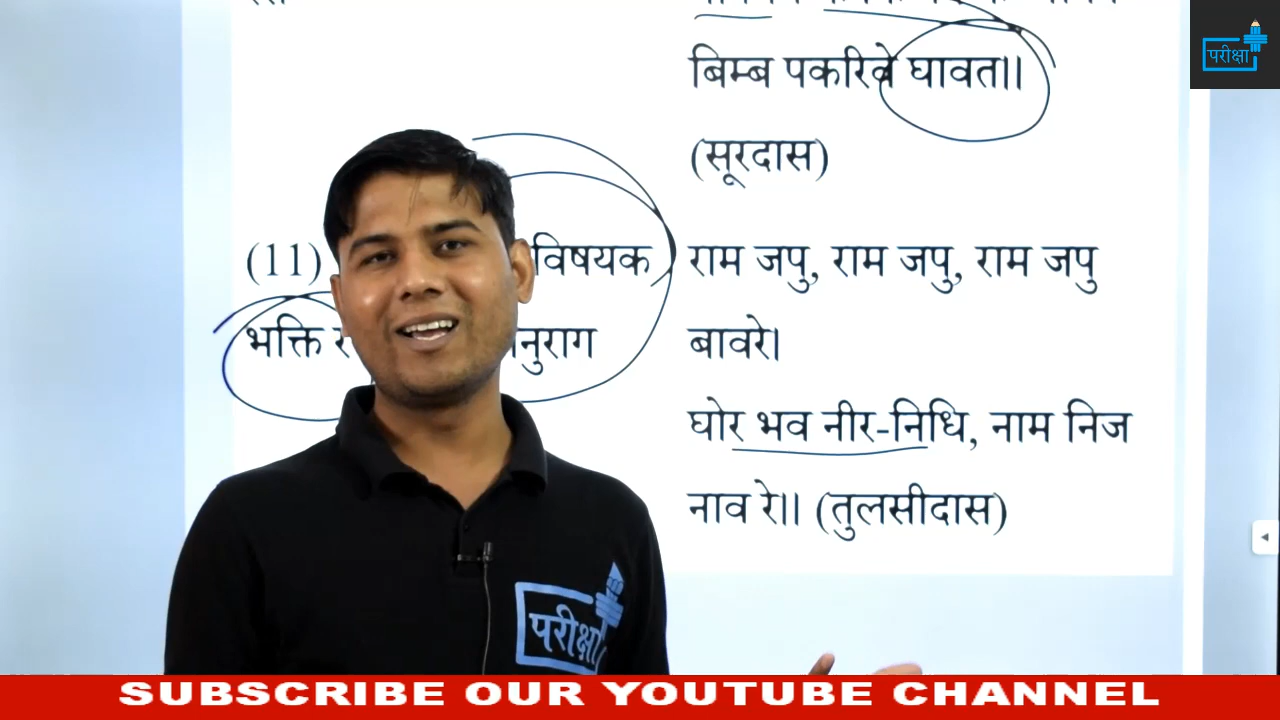 परीक्षा
बिम्ब पकरिबे घावत।।
(सूरदास)
(11) विषयक राम जपु, राम जपु, राम जपु
भक्ति बावरे।
घोर भव नीर-निधि, नाम निज
नाव रे।। (तुलसीदास)
परीक्षा
SUBSCRIBE OUR YOUTUBE CHANNEL